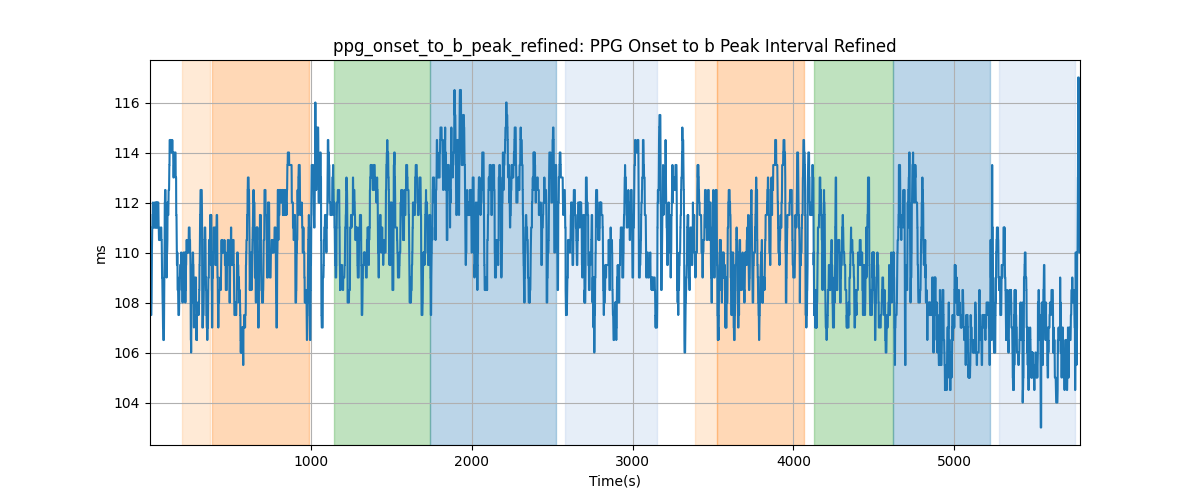 ppg_onset_to_b_peak_refined: PPG Onset to b Peak Interval Refined
116
114
112
110
108
106
104
ms
1000 2000 3000 4000 5000
Time(s)